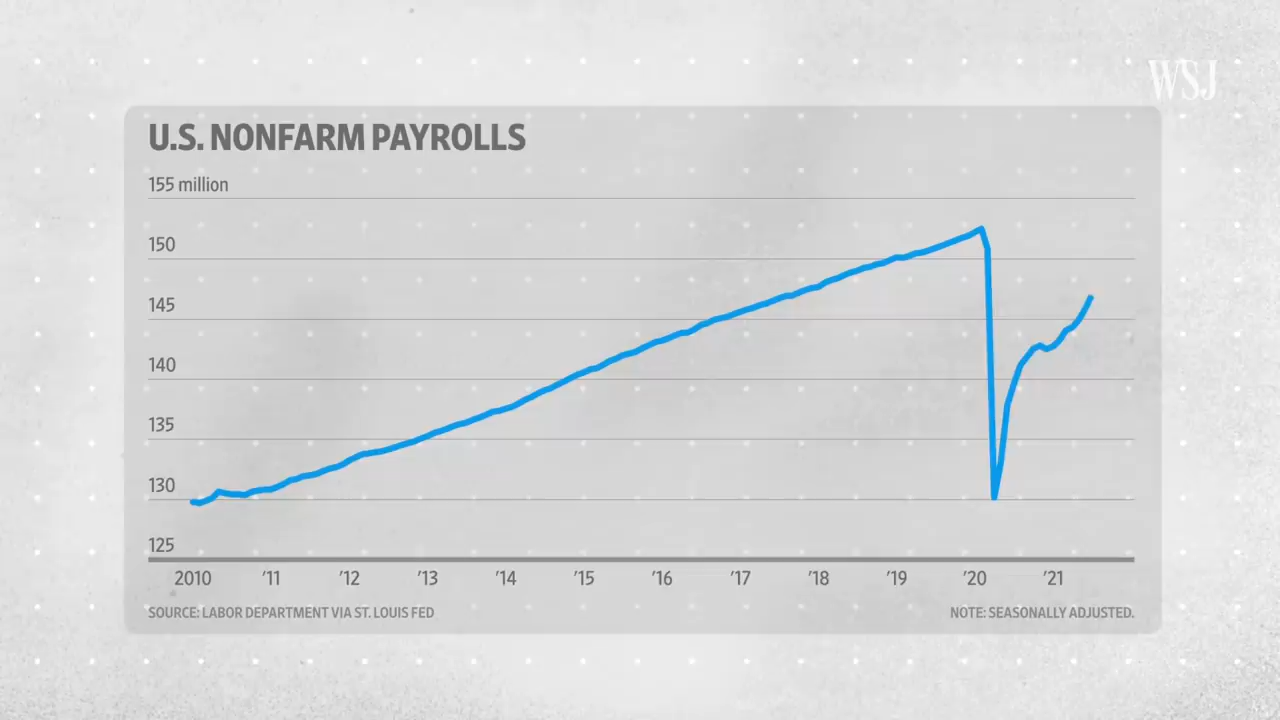 WSJ
U.S. NONFARM PAYROLLS
155 million
150
145
140
135
130
125
2010 '11 '12 '13 '14 '15 '16 '17 '18 '19 '20 '21
SOURCE: LABOR DEPARTMENT VIA ST. LOUIS FED
NOTE: SEASONALLY ADJUSTED.